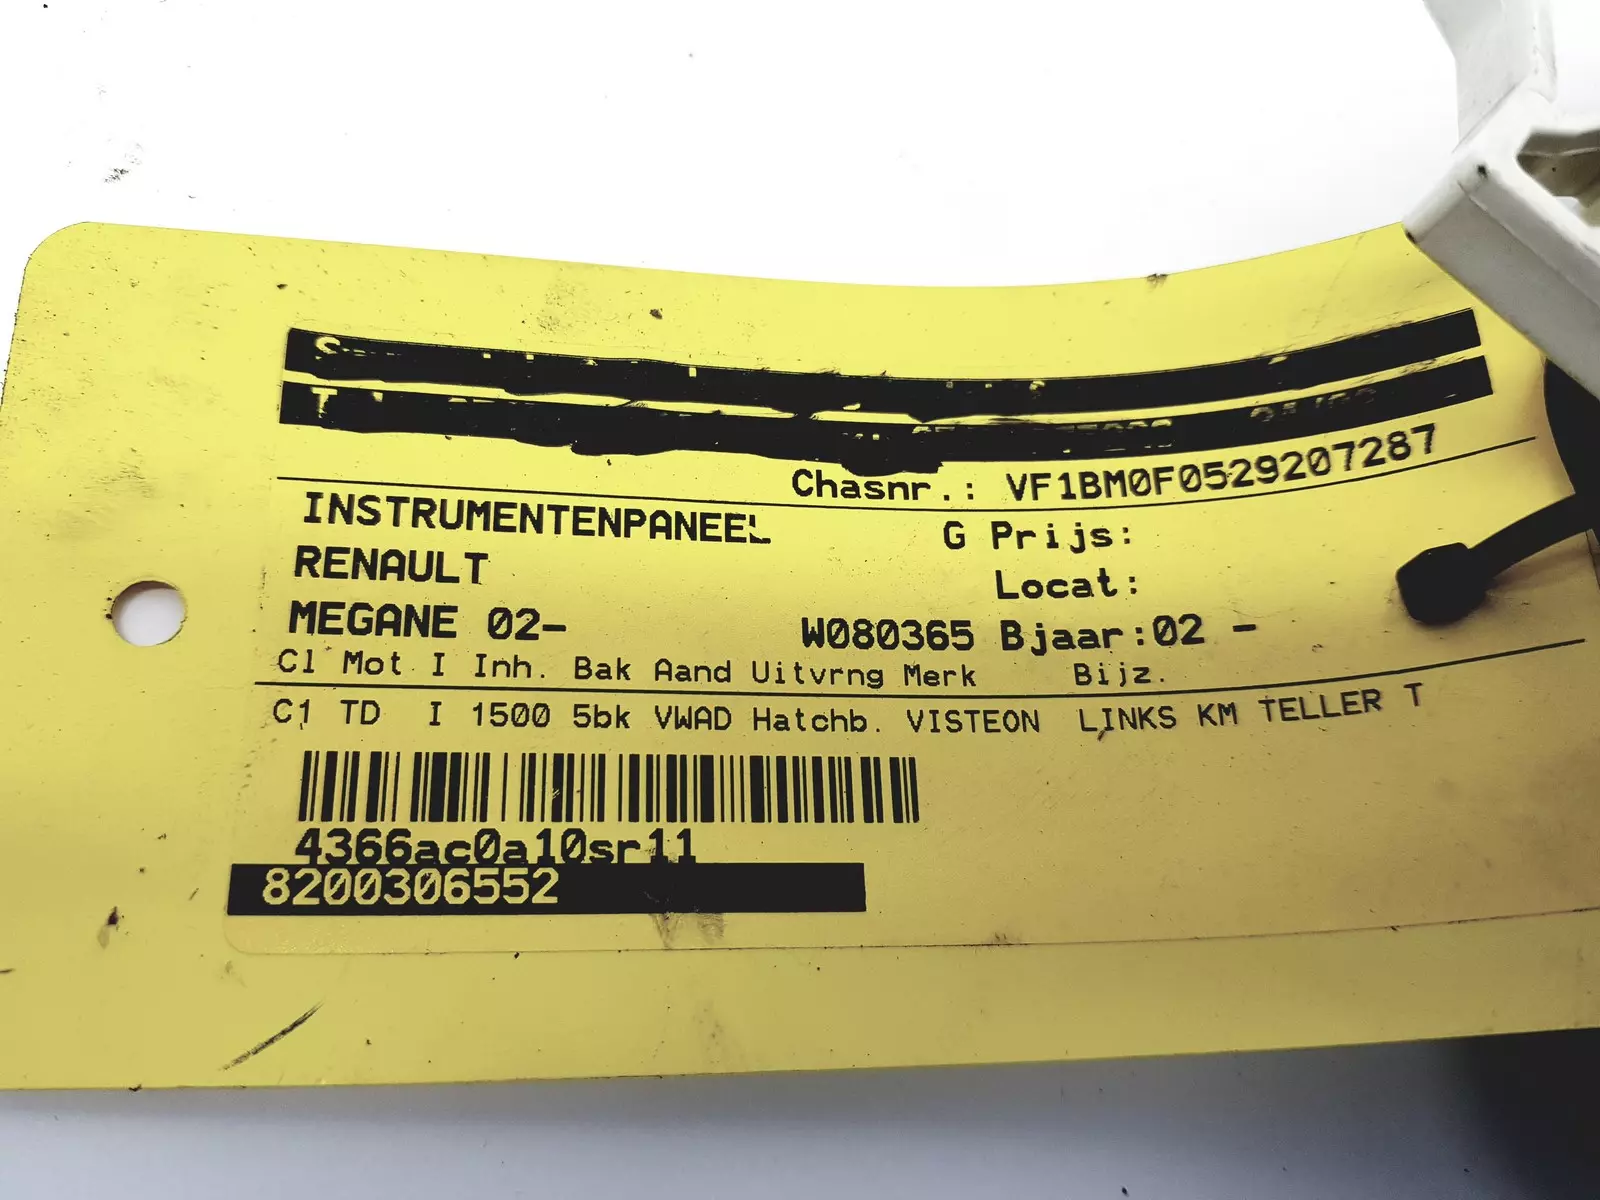 Chasnr.: VF1BM0F0529207287
INSTRUMENTENPANEEL G Prijs:
RENAULT Locat:
MEGANE 02- W080365 Bjaar:02 -
Cl Mot I Inh. Bak Aand Uitvrng Merk Bijz.
C1 TD I 1500 5bk VWAD Hatchb. VISTEON LINKS KM TELLER T
4366ac0a10sr11
8200306552